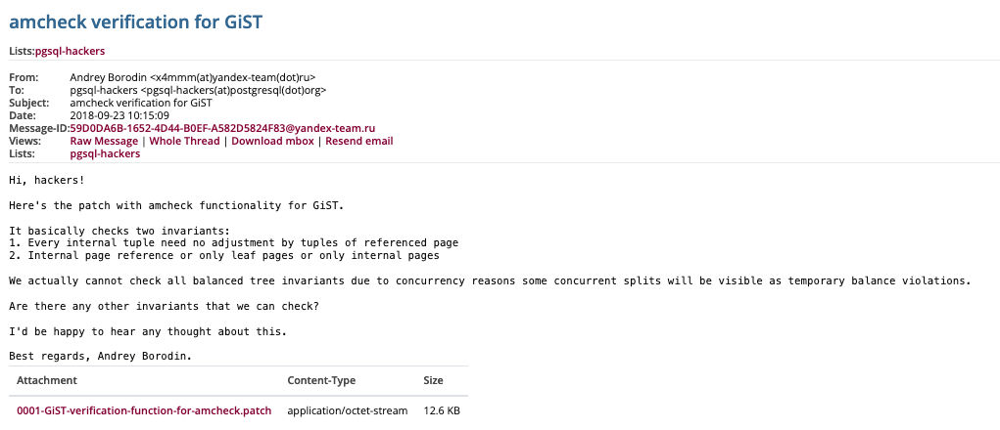 amcheck verification for GiST
Lists:pgsql-hackers
From: Andrey Borodin <x4mmm(at)yandex-team(dot)ru>
To: pgsql-hackers <pgsql-hackers(at)postgresql(dot)org>
Subject: amcheck verification for GiST
Date: 2018-09-23 10:15:09
Message-ID:59D0DA6B-1652-4D44-B0EF-A582D5824F83@yandex-team.ru
Views: Raw Message | Whole Thread | Download mbox | Resend email
Lists: pgsql-hackers
Hi, hackers!
Here's the patch with amcheck functionality for GiST.
It basically checks two invariants:
1. Every internal tuple need no adjustment by tuples of referenced page
2. Internal page reference or only leaf pages or only internal pages
We actually cannot check all balanced tree invariants due to concurrency reasons some concurrent splits will be visible as temporary balance violations.
Are there any other invariants that we can check?
I'd be happy to hear any thought about this.
Best regards, Andrey Borodin.
Attachment Content-Type Size
0001-GiST-verification-function-for-amcheck.patch application/octet-stream 12.6 KB